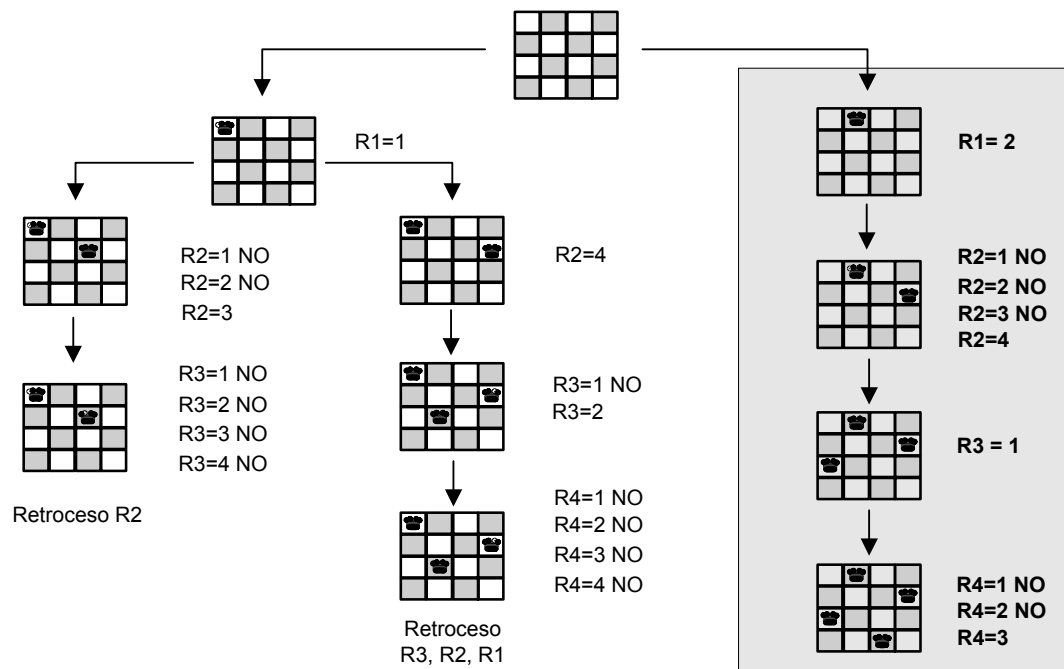 R1=1
R2=1 NO
R2=2 NO
R2=3
R3=1 NO
R3=2 NO
R3=3 NO
R3=4 NO
Retroceso R2
R2=4
R3=1 NO
R3=2
R4=1 NO
R4=2 NO
R4=3 NO
R4=4 NO
Retroceso
R3, R2, R1
R1= 2
R2=1 NO
R2=2 NO
R2=3 NO
R2=4
R3 = 1
R4=1 NO
R4=2 NO
R4=3